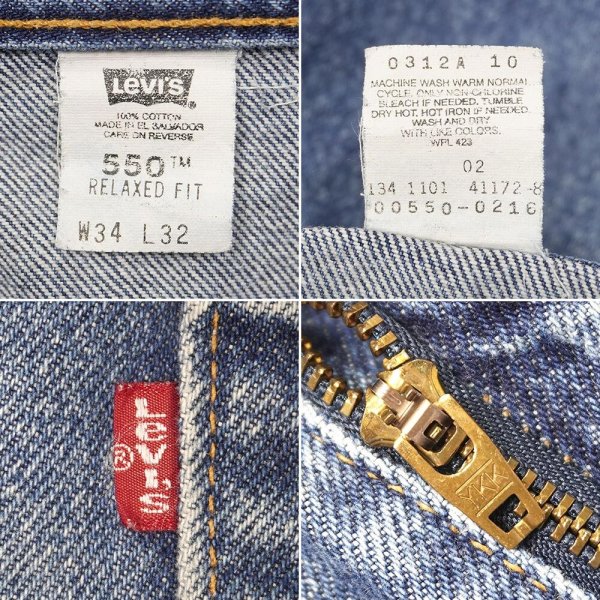 Levi's
®
100% COTTON
MADE IN EL SALVADOR
CARE ON REVERSE
550™
RELAXED FIT
W34 L32
0312A 10
MACHINE WASH WARM NORMAL
CYCLE. ONLY NON-CHLORINE
BLEACH IF NEEDED. TUMBLE
DRY HOT. HOT IRON IF NEEDED.
WASH AND DRY
WITH LIKE COLORS.
WPL 423
02
134 1101 41172-8
00550-0216
Levi's
®
YKK